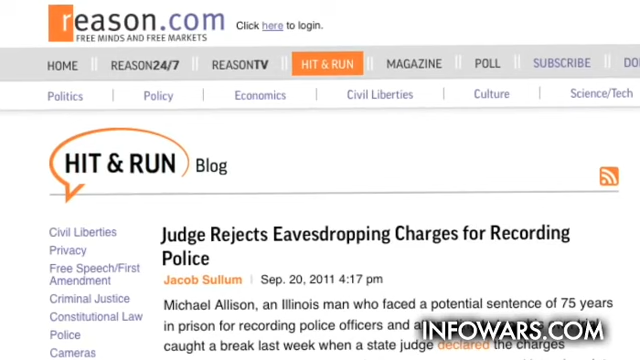 reason.com
FREE MINDS AND FREE MARKETS
Click here to login.
HOME REASON24/7 REASONTV HIT & RUN MAGAZINE POLL SUBSCRIBE
Politics Policy Economics Civil Liberties Culture Science/Tech
HIT & RUN Blog
Civil Liberties
Privacy
Free Speech/First
Amendment
Criminal Justice
Constitutional Law
Police
Cameras
Judge Rejects Eavesdropping Charges for Recording
Police
Jacob Sullum | Sep. 20, 2011 4:17 pm
Michael Allison, an Illinois man who faced a potential sentence of 75 years
in prison for recording police officers and
caught a break last week when a state judge declared the charges
INFOWARS.COM